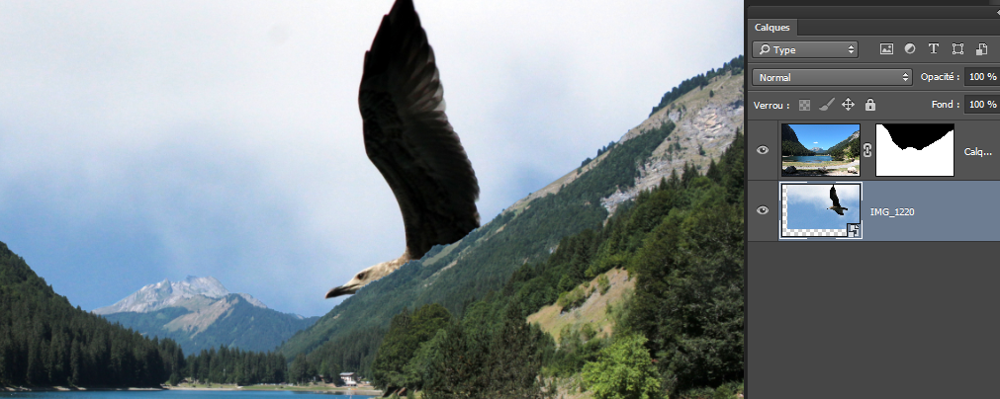 Calques
Type
Normal
Opacité : 100 %
Verrou :
Fond : 100 %
Calq...
IMG_1220